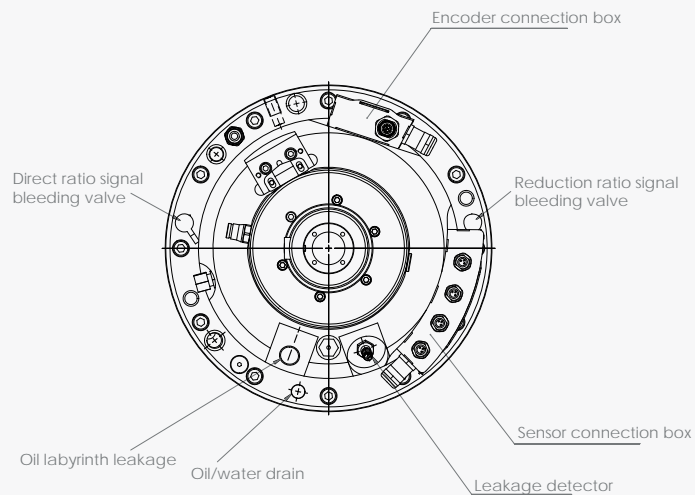 Encoder connection box
Direct ratio signal
bleeding valve
Reduction ratio signal
bleeding valve
Sensor connection box
Oil labyrinth leakage
Oil/water drain
Leakage detector